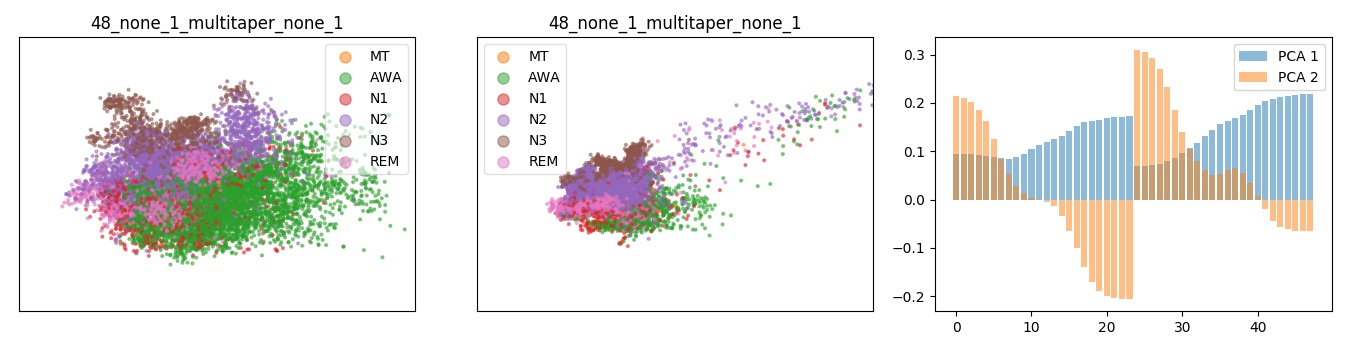 48_none_1_multitaper_none_1
MT
AWA
N1
N2
N3
REM
48_none_1_multitaper_none_1
MT
AWA
N1
N2
N3
REM
PCA 1
PCA 2
0.3
0.2
0.1
0.0
−0.1
−0.2
0 10 20 30 40